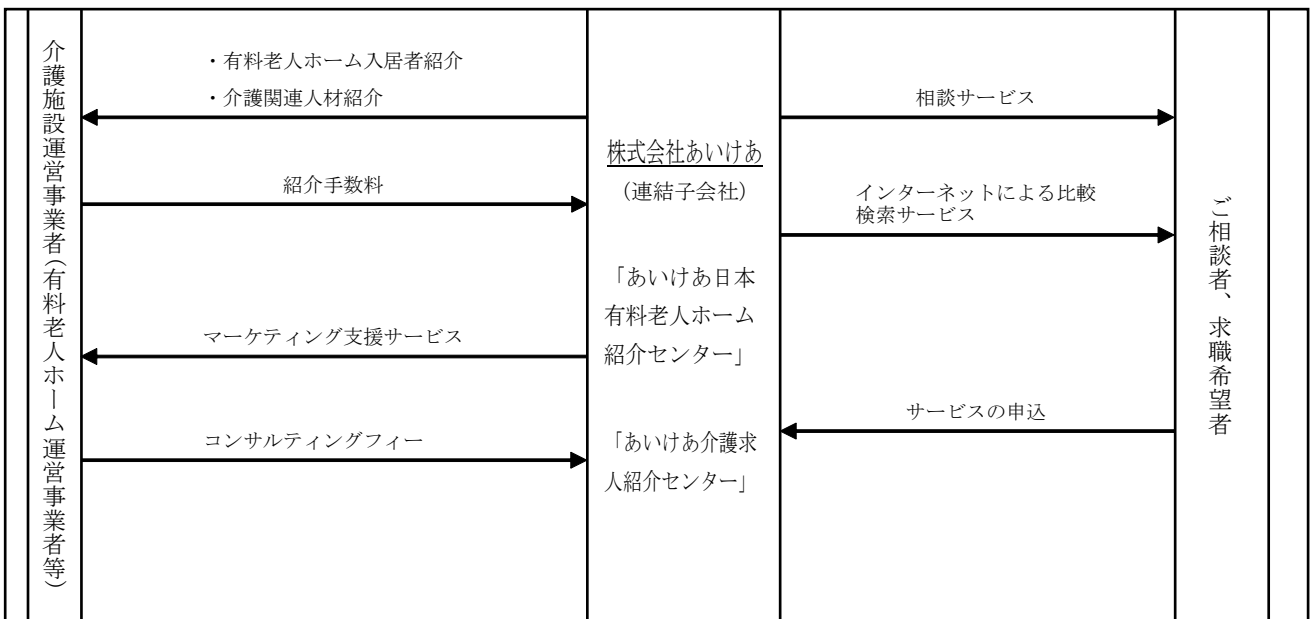 介護施設運営事業者(有料老人ホーム運営事業者等)
・有料老人ホーム入居者紹介
・介護関連人材紹介
紹介手数料
マーケティング支援サービス
コンサルティングフィー
株式会社あいけあ
(連結子会社)
「あいけあ日本
有料老人ホーム
紹介センター」
「あいけあ介護求
人紹介センター」
相談サービス
インターネットによる比較
検索サービス
サービスの申込
ご相談者、求職希望者